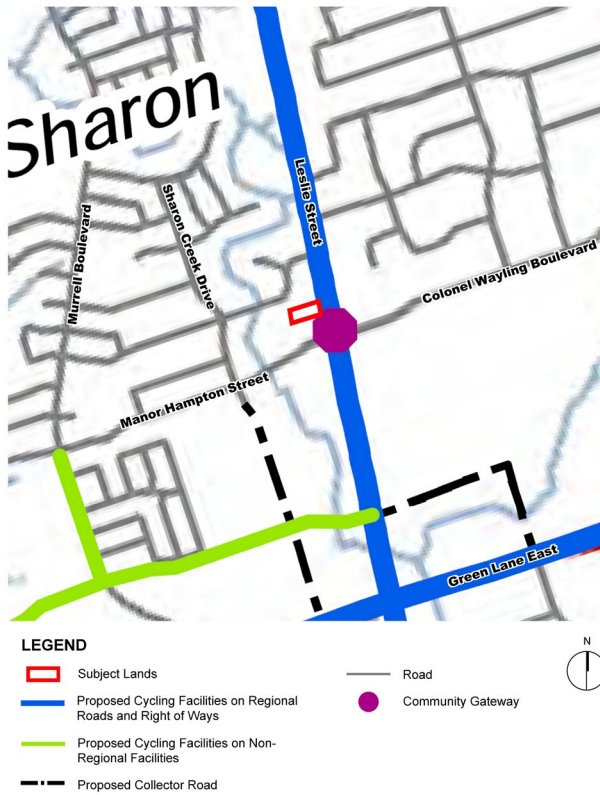 Sharon
Leslie Street
Murrell Boulevard
Sharon Creek Drive
Colonel Wayling Boulevard
Manor Hampton Street
Green Lane East
LEGEND
N
Subject Lands
Road
Proposed Cycling Facilities on Regional
Roads and Right of Ways
Community Gateway
Proposed Cycling Facilities on Non-
Regional Facilities
Proposed Collector Road